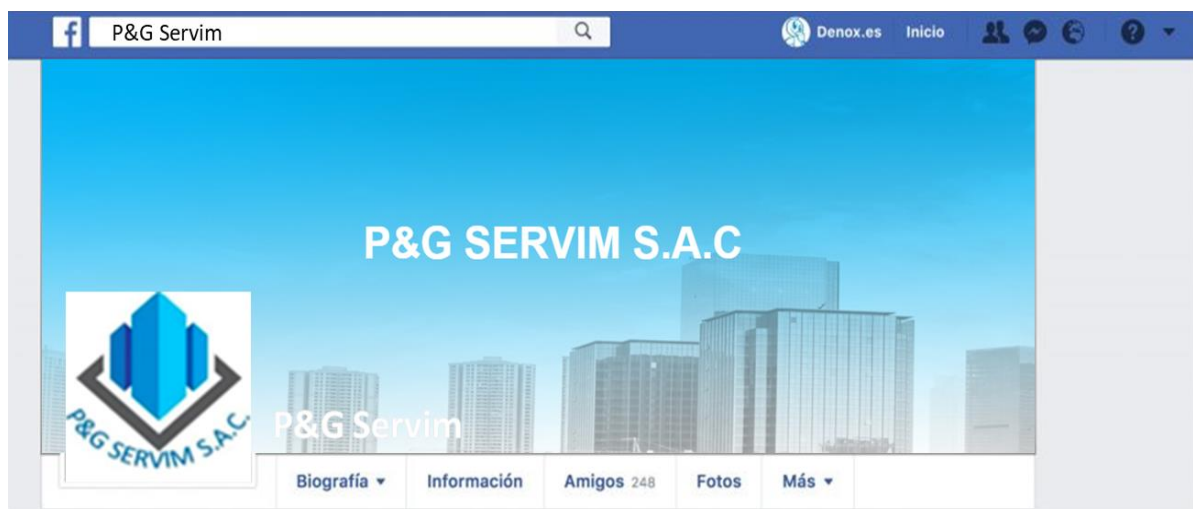 f P&G Servim Denox.es Inicio ?
P&G SERVIM S.A.C
P&G SERVIM S.A.C.
P&G Servim
Biografía Información Amigos 248 Fotos Más